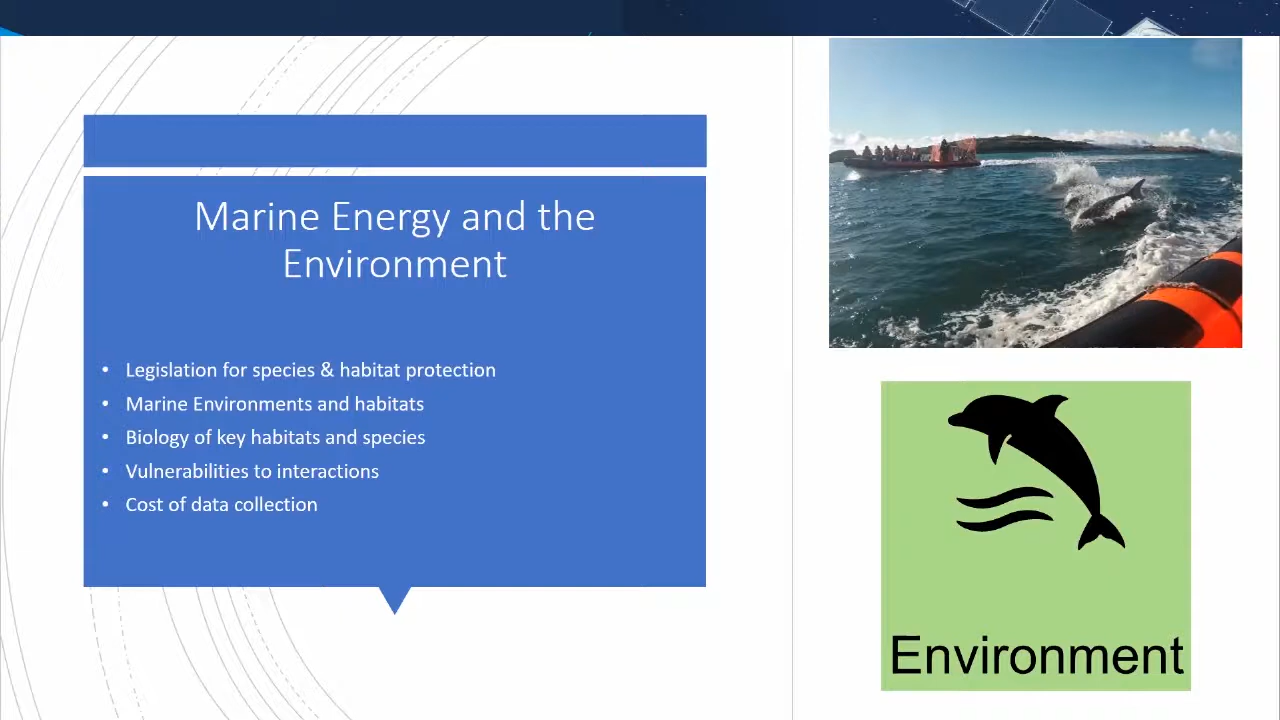 Marine Energy and the
Environment
• Legislation for species & habitat protection
• Marine Environments and habitats
• Biology of key habitats and species
• Vulnerabilities to interactions
• Cost of data collection
Environment